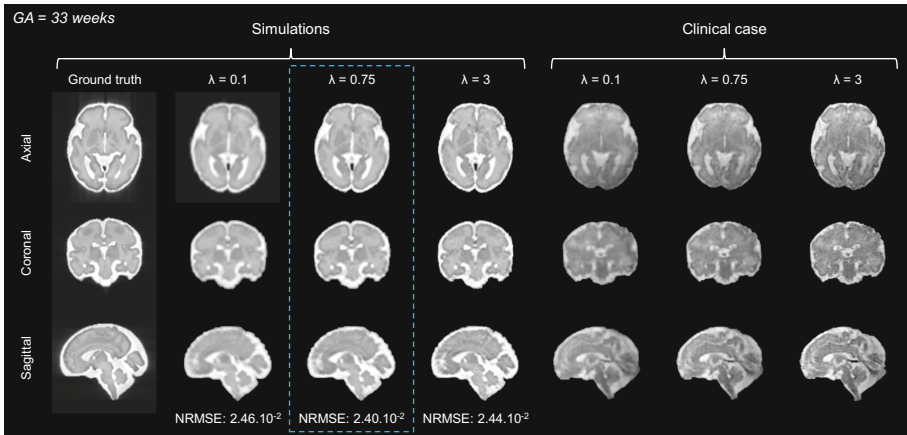 GA = 33 weeks
Simulations
Clinical case
Ground truth
λ = 0.1
λ = 0.75
λ = 3
λ = 0.1
λ = 0.75
λ = 3
Axial
Coronal
Sagittal
NRMSE: 2.46.10⁻²
NRMSE: 2.40.10⁻²
NRMSE: 2.44.10⁻²